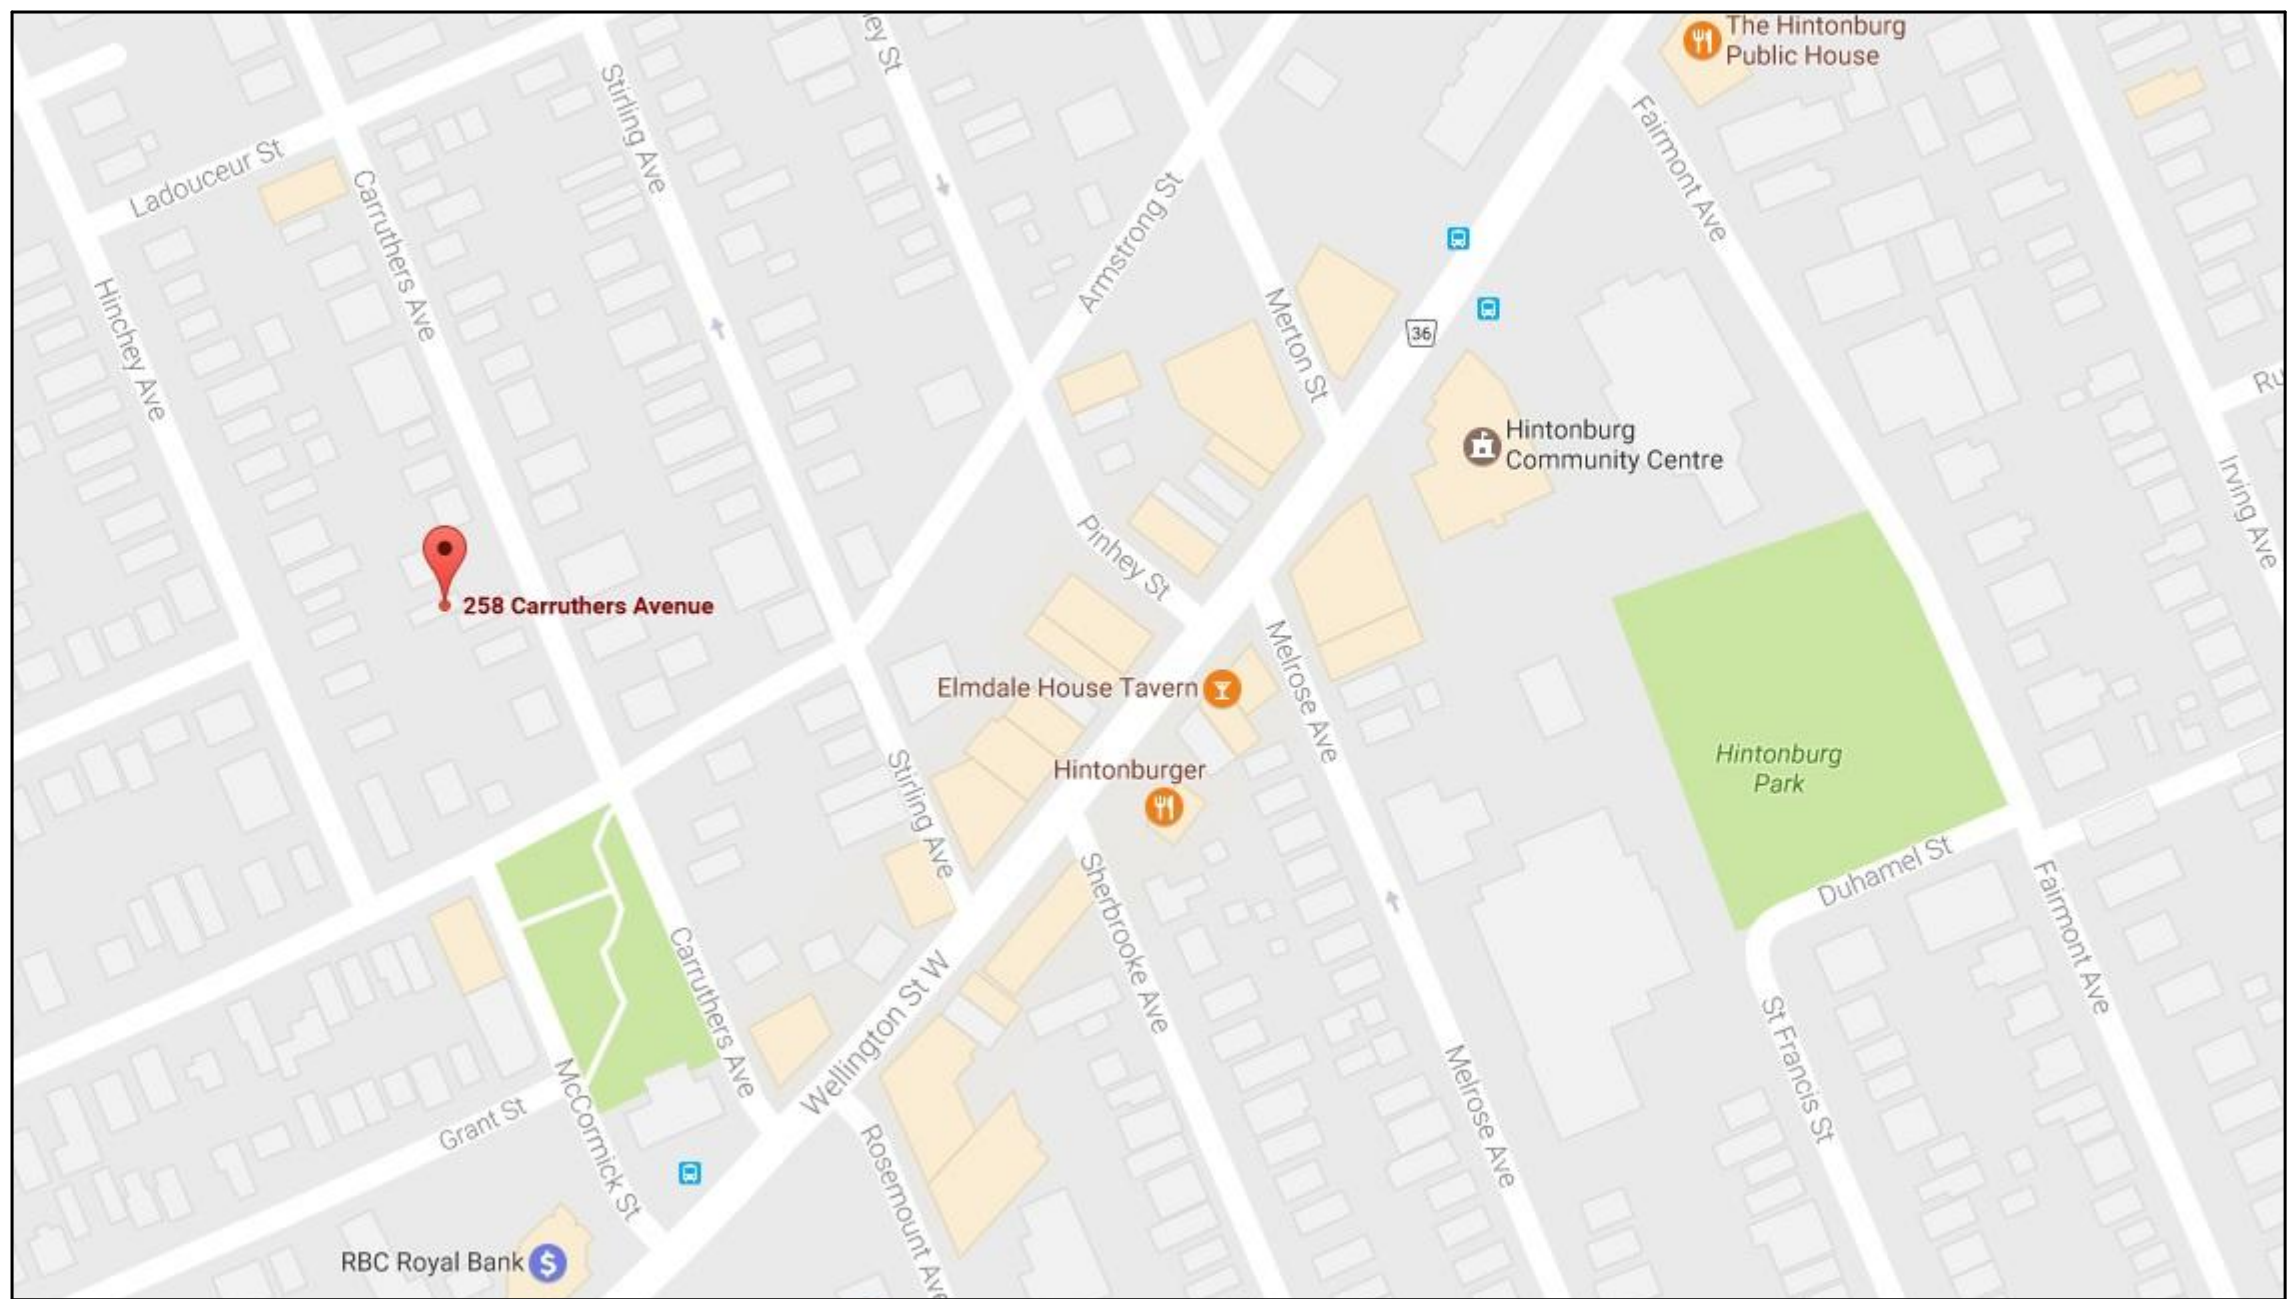 The Hintonburg
Public House
ey St
Stirling Ave
Fairmont Ave
Ladouceur St
Carruthers Ave
Armstrong St
Hinchey Ave
Merton St
36
Ru
Hintonburg
Community Centre
Irving Ave
Pinhey St
258 Carruthers Avenue
Melrose Ave
Elmdale House Tavern
Hintonburger
Hintonburg
Park
Stirling Ave
Duhamel St
Sherbrooke Ave
Fairmont Ave
Carruthers Ave
Wellington St W
St Francis St
McCormick St
Grant St
Melrose Ave
Rosemount Ave
RBC Royal Bank
$